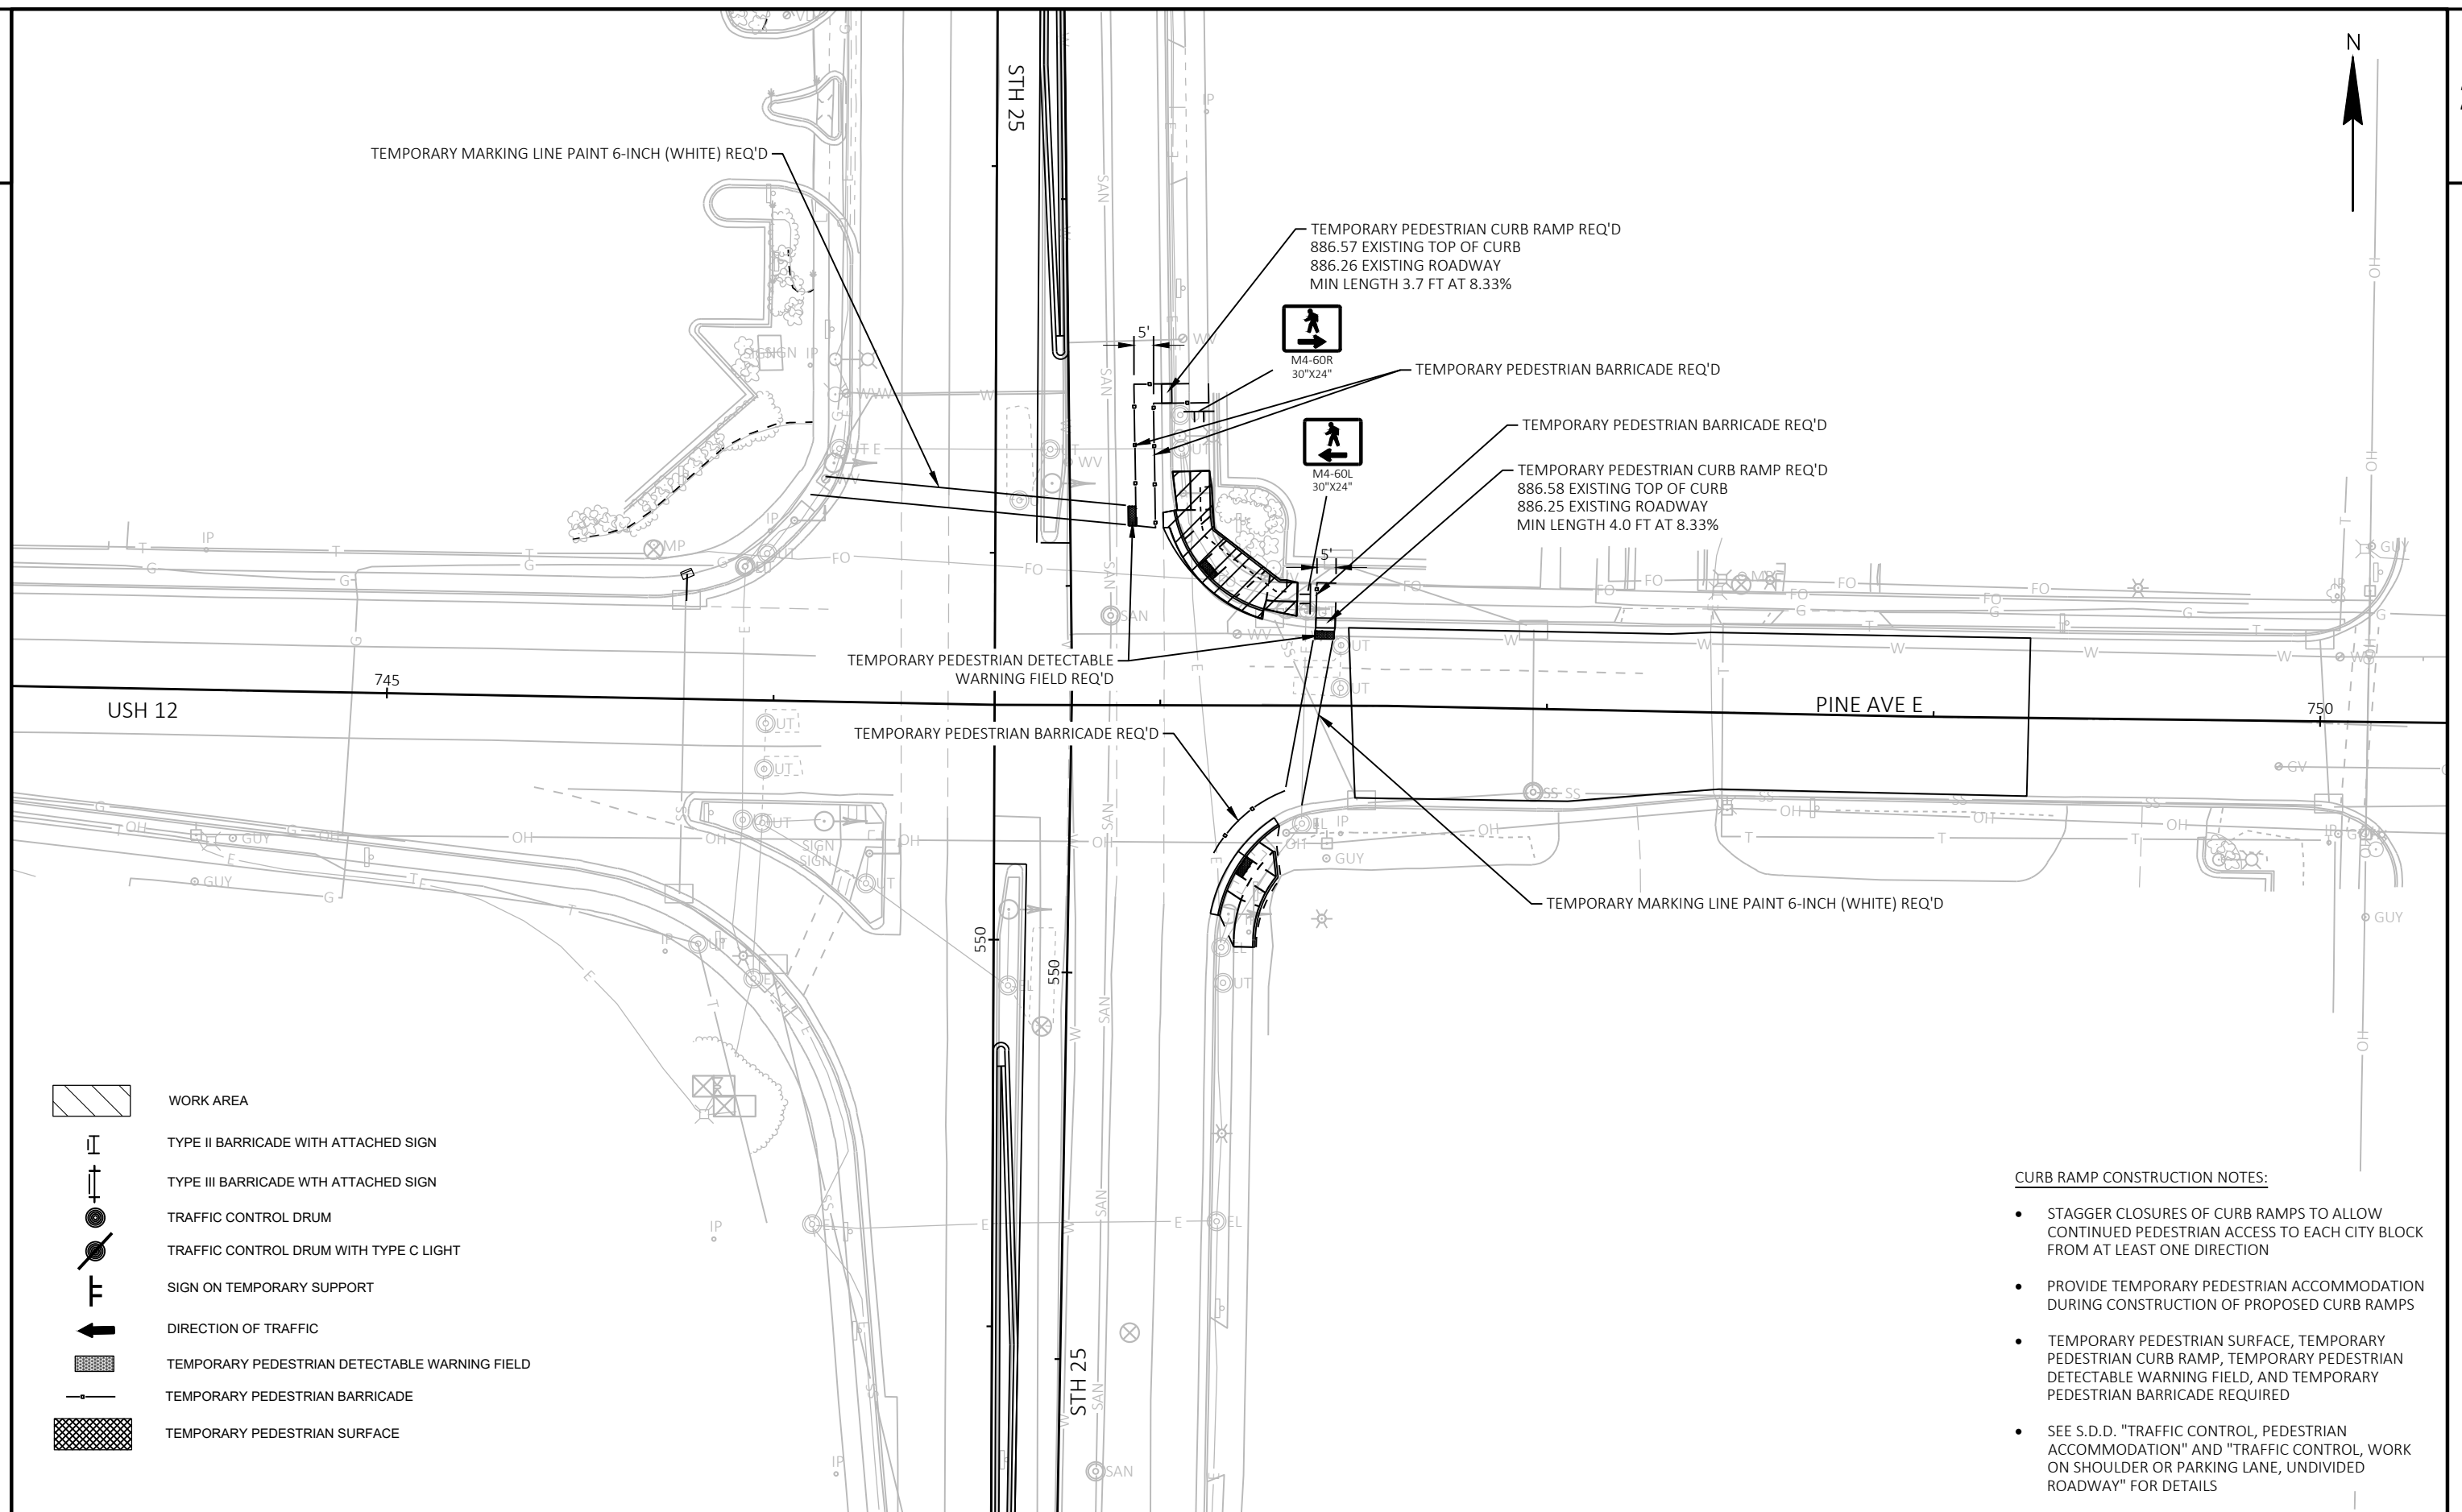 N
STH 25
TEMPORARY MARKING LINE PAINT 6-INCH (WHITE) REQ'D
TEMPORARY PEDESTRIAN CURB RAMP REQ'D
886.57 EXISTING TOP OF CURB
886.26 EXISTING ROADWAY
MIN LENGTH 3.7 FT AT 8.33%
5'
M4-60R
30"X24"
TEMPORARY PEDESTRIAN BARRICADE REQ'D
M4-60L
30"X24"
TEMPORARY PEDESTRIAN BARRICADE REQ'D
TEMPORARY PEDESTRIAN CURB RAMP REQ'D
886.58 EXISTING TOP OF CURB
886.25 EXISTING ROADWAY
MIN LENGTH 4.0 FT AT 8.33%
5'
TEMPORARY PEDESTRIAN DETECTABLE
WARNING FIELD REQ'D
745
USH 12
PINE AVE E
750
TEMPORARY PEDESTRIAN BARRICADE REQ'D
TEMPORARY MARKING LINE PAINT 6-INCH (WHITE) REQ'D
550
550
STH 25
WORK AREA
TYPE II BARRICADE WITH ATTACHED SIGN
TYPE III BARRICADE WTH ATTACHED SIGN
TRAFFIC CONTROL DRUM
TRAFFIC CONTROL DRUM WITH TYPE C LIGHT
SIGN ON TEMPORARY SUPPORT
DIRECTION OF TRAFFIC
TEMPORARY PEDESTRIAN DETECTABLE WARNING FIELD
TEMPORARY PEDESTRIAN BARRICADE
TEMPORARY PEDESTRIAN SURFACE
CURB RAMP CONSTRUCTION NOTES:
• STAGGER CLOSURES OF CURB RAMPS TO ALLOW
CONTINUED PEDESTRIAN ACCESS TO EACH CITY BLOCK
FROM AT LEAST ONE DIRECTION
• PROVIDE TEMPORARY PEDESTRIAN ACCOMMODATION
DURING CONSTRUCTION OF PROPOSED CURB RAMPS
• TEMPORARY PEDESTRIAN SURFACE, TEMPORARY
PEDESTRIAN CURB RAMP, TEMPORARY PEDESTRIAN
DETECTABLE WARNING FIELD, AND TEMPORARY
PEDESTRIAN BARRICADE REQUIRED
• SEE S.D.D. "TRAFFIC CONTROL, PEDESTRIAN
ACCOMMODATION" AND "TRAFFIC CONTROL, WORK
ON SHOULDER OR PARKING LANE, UNDIVIDED
ROADWAY" FOR DETAILS